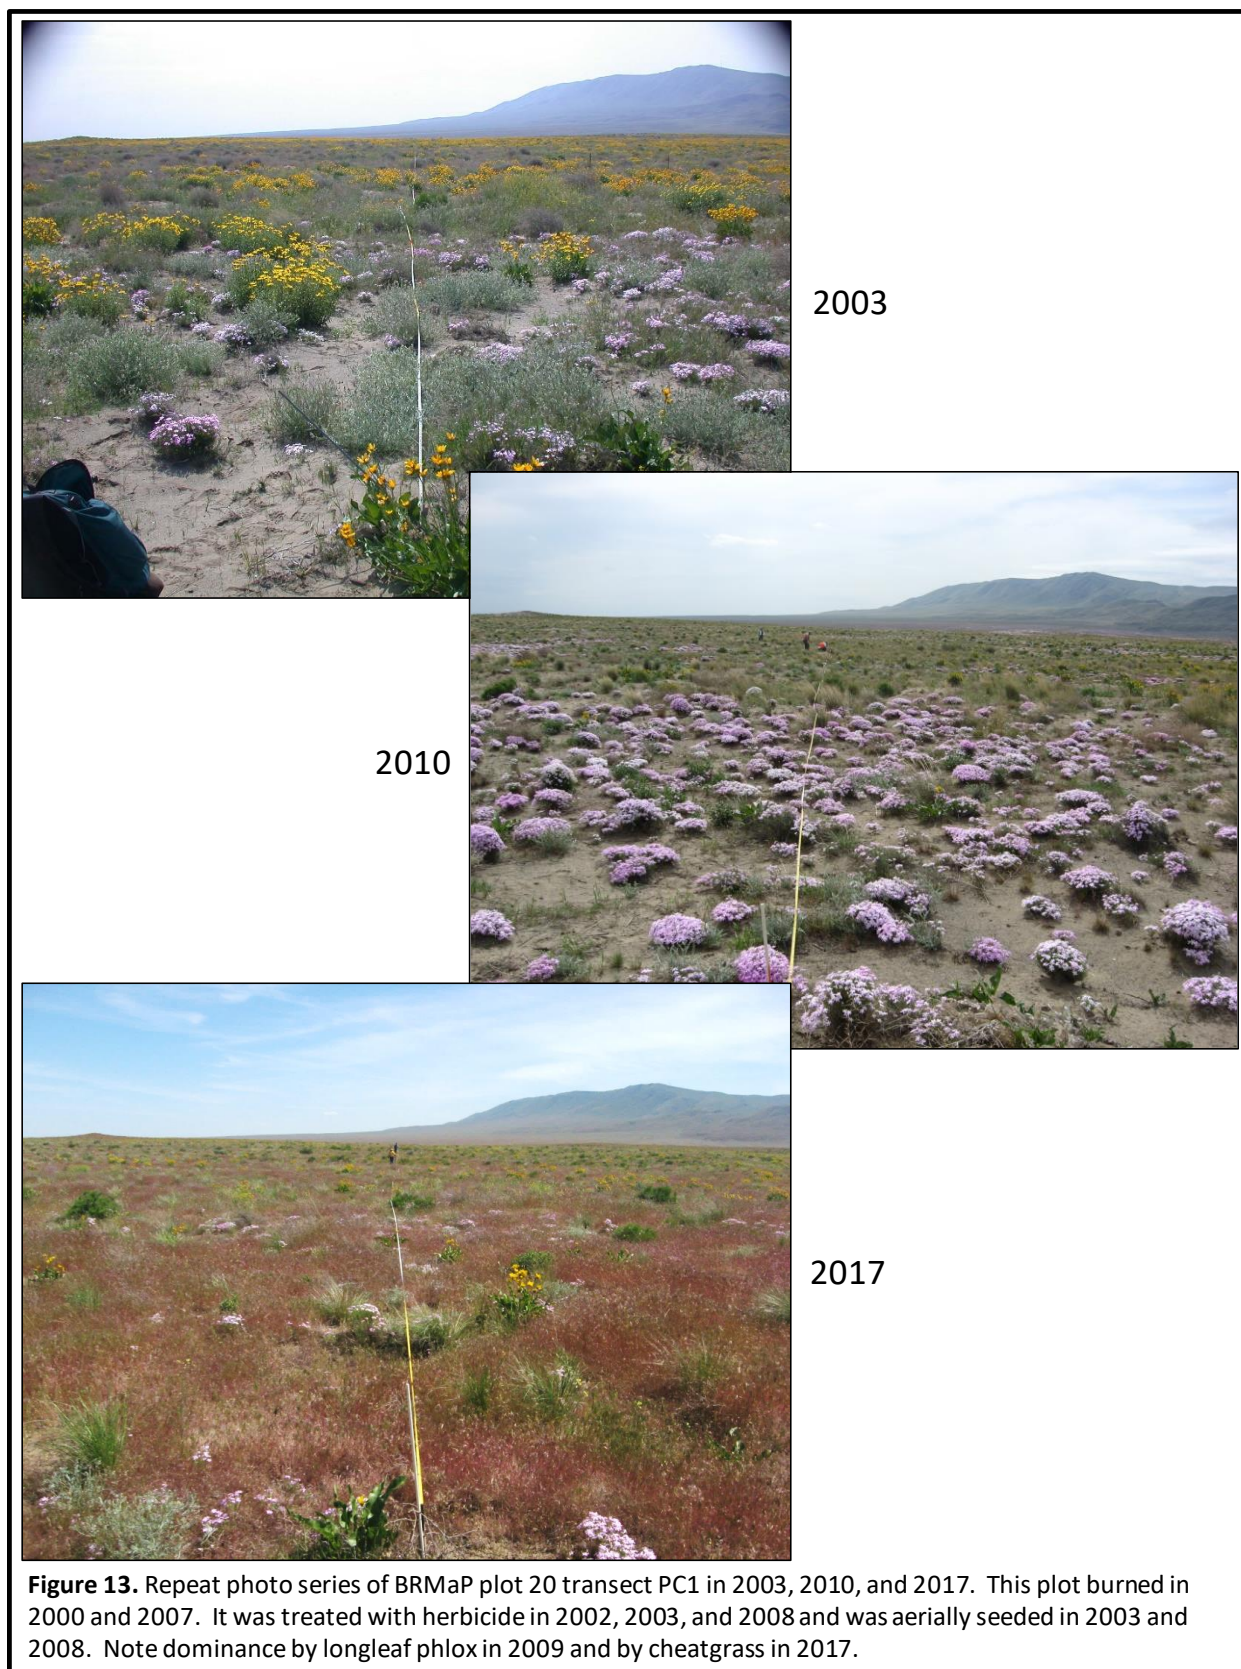 2003
2010
2017
Figure 13. Repeat photo series of BRMaP plot 20 transect PC1 in 2003, 2010, and 2017. This plot burned in
2000 and 2007. It was treated with herbicide in 2002, 2003, and 2008 and was aerially seeded in 2003 and
2008. Note dominance by longleaf phlox in 2009 and by cheatgrass in 2017.